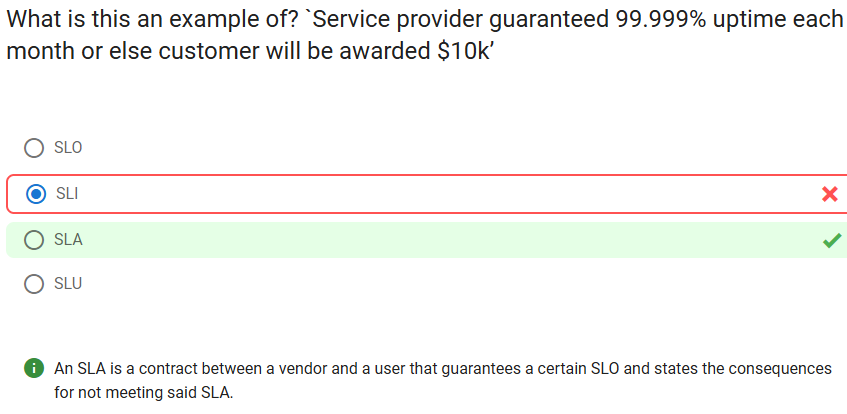 What is this an example of? `Service provider guaranteed 99.999% uptime each
month or else customer will be awarded $10k’
SLO
SLI
SLA
SLU
An SLA is a contract between a vendor and a user that guarantees a certain SLO and states the consequences
for not meeting said SLA.